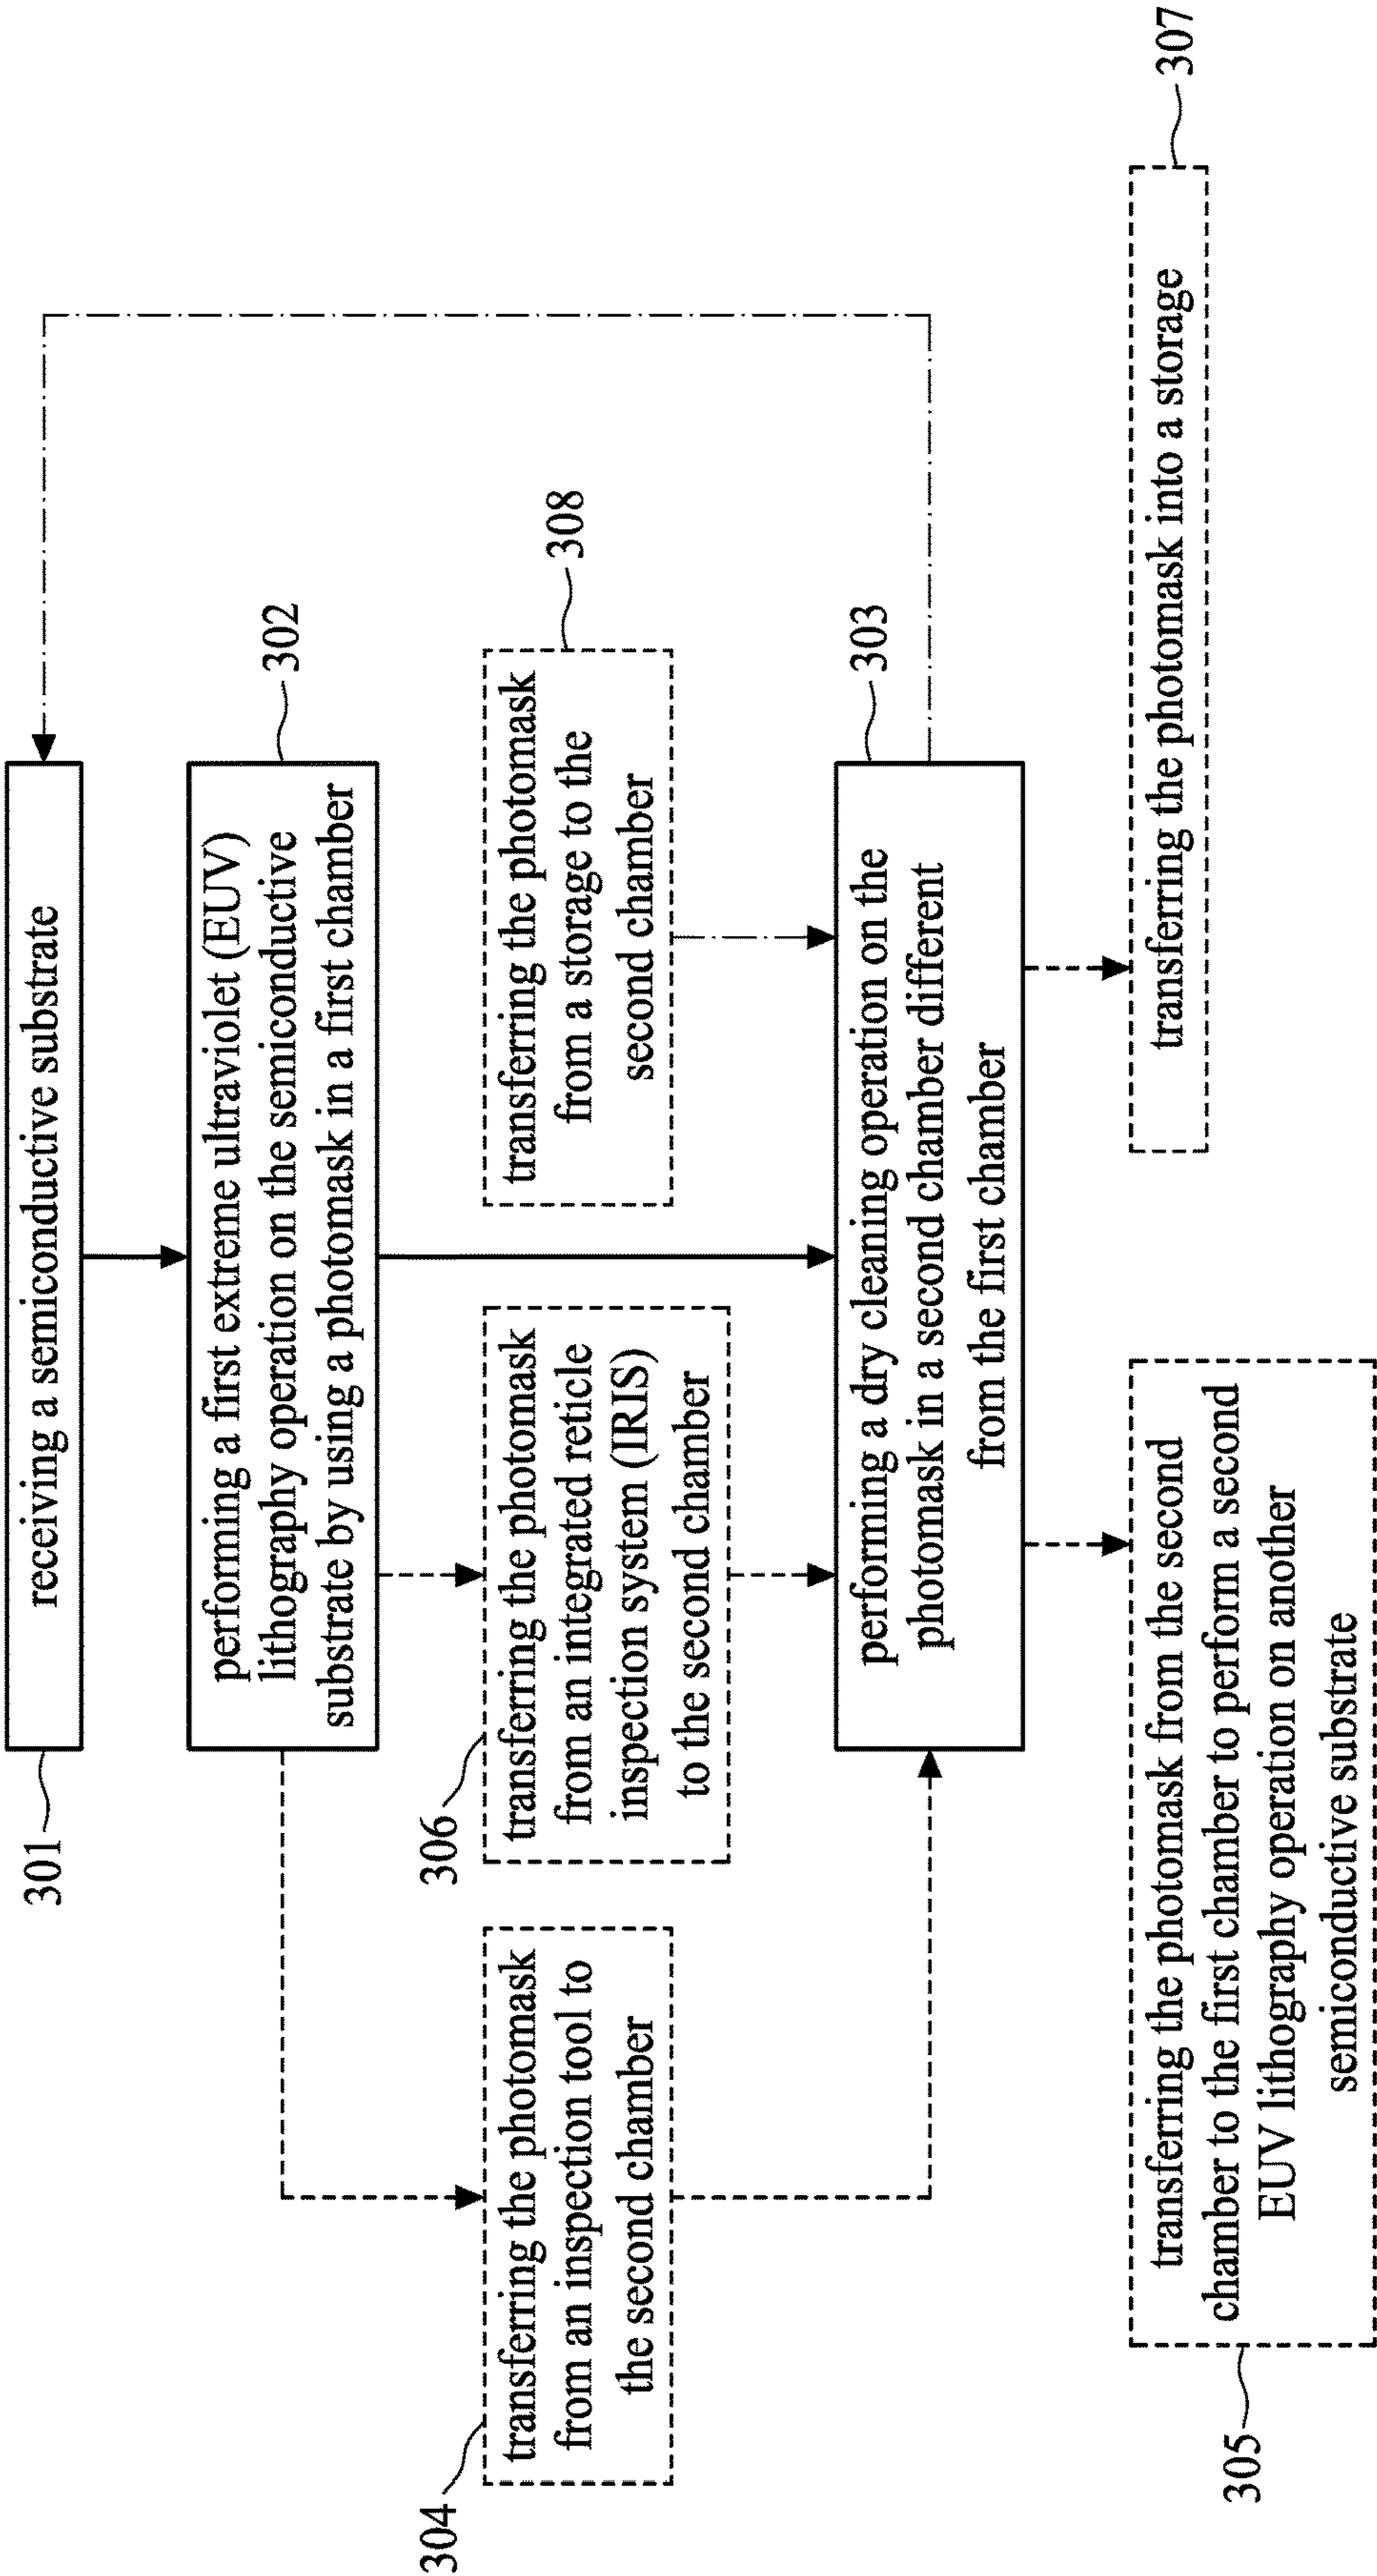 301
receiving a semiconductive substrate
302
performing a first extreme ultraviolet (EUV)
lithography operation on the semiconductive
substrate by using a photomask in a first chamber
304
transferring the photomask
from an inspection tool to
the second chamber
306
transferring the photomask
from an integrated reticle
inspection system (IRIS)
to the second chamber
308
transferring the photomask
from a storage to the
second chamber
303
performing a dry cleaning operation on the
photomask in a second chamber different
from the first chamber
305
transferring the photomask from the second
chamber to the first chamber to perform a second
EUV lithography operation on another
semiconductive substrate
307
transferring the photomask into a storage